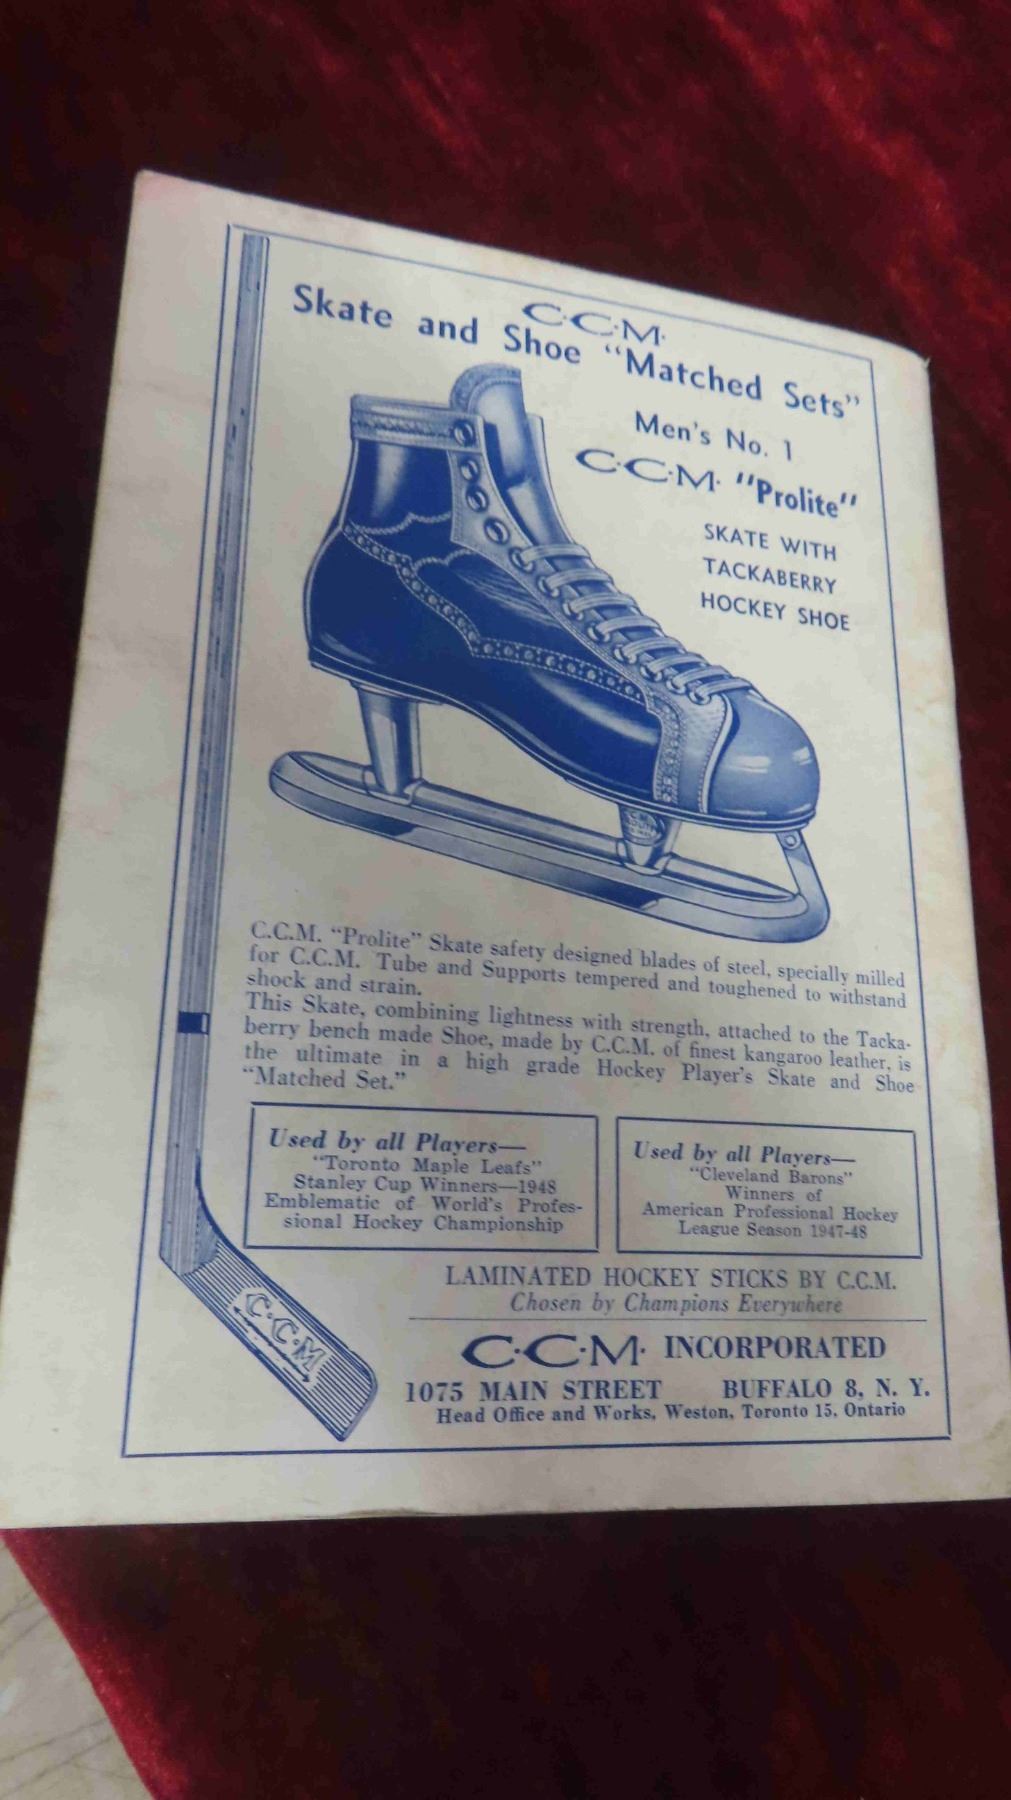 C·C·M·
Skate and Shoe "Matched Sets"
Men's No. 1
C·C·M· "Prolite"
SKATE WITH
TACKABERRY
HOCKEY SHOE
C.C.M. "Prolite" Skate safety designed blades of steel, specially milled
for C.C.M. Tube and Supports tempered and toughened to withstand
shock and strain.
This Skate, combining lightness with strength, attached to the Tacka-
berry bench made Shoe, made by C.C.M. of finest kangaroo leather, is
the ultimate in a high grade Hockey Player's Skate and Shoe
"Matched Set."
Used by all Players—
"Toronto Maple Leafs"
Stanley Cup Winners—1948
Emblematic of World's Profes-
sional Hockey Championship
Used by all Players—
"Cleveland Barons"
Winners of
American Professional Hockey
League Season 1947-48
LAMINATED HOCKEY STICKS BY C.C.M.
Chosen by Champions Everywhere
C·C·M
C·C·M· INCORPORATED
1075 MAIN STREET BUFFALO 8, N. Y.
Head Office and Works, Weston, Toronto 15, Ontario